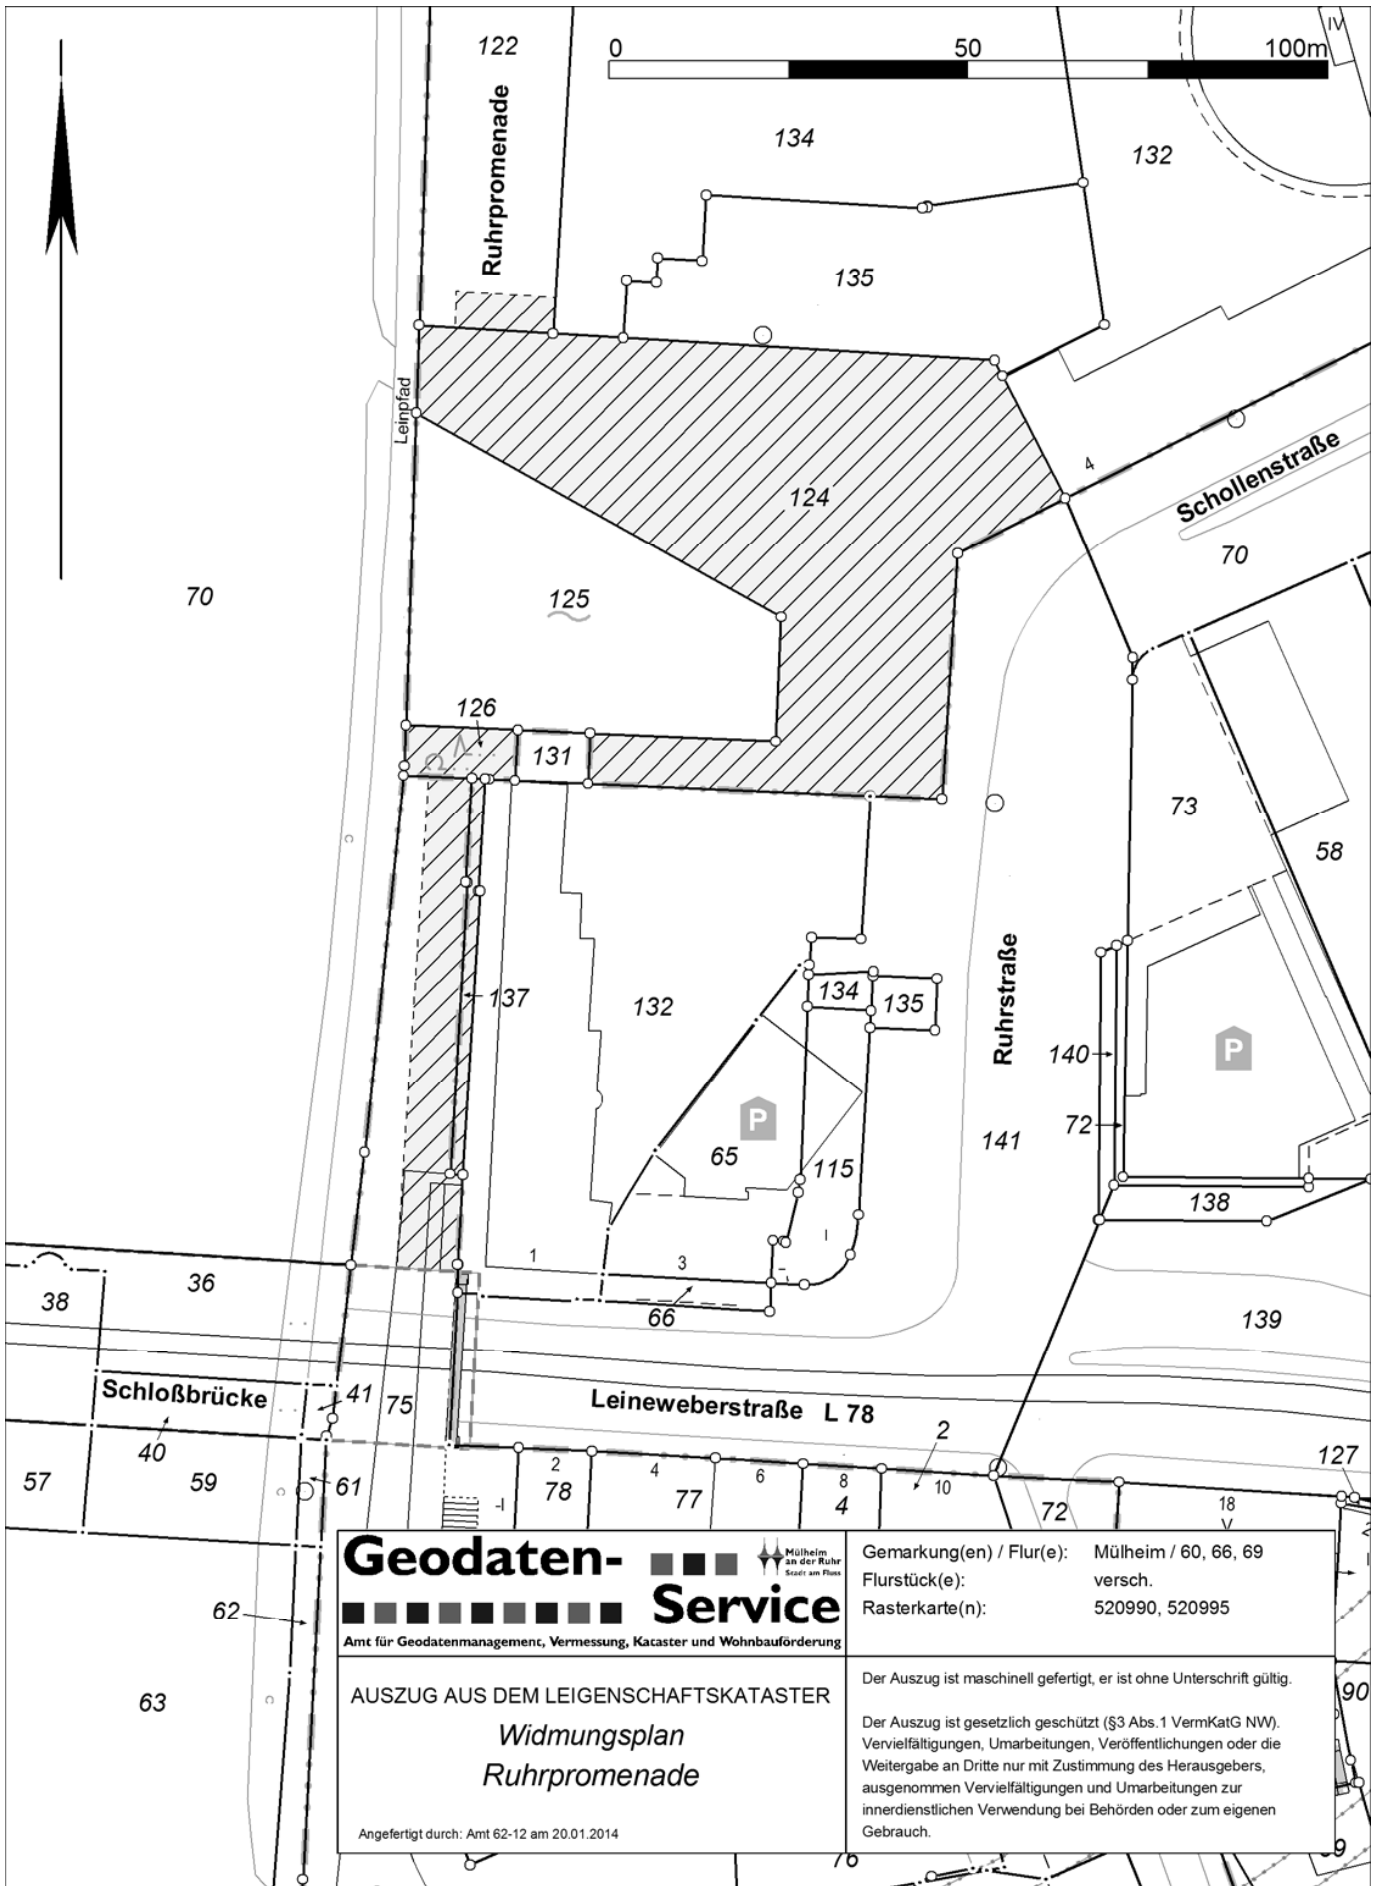 122
0 50 100m
IV
Ruhrpromenade
134
132
135
Leinpfad
4
124
Schollenstraße
70
70
125
126
131
73
58
137
132
134
135
Ruhrstraße
140
P
P
72
141
65
115
138
1
3
36
38
66
139
Schloßbrücke
41
75
Leineweberstraße L 78
2
40
57
59
61
127
2
4
6
8
10
78
77
4
72
18
V
62
63
Geodaten-
Service
Mülheim
an der Ruhr
Stadt am Fluss
Amt für Geodatenmanagement, Vermessung, Kataster und Wohnbauförderung
Gemarkung(en) / Flur(e): Mülheim / 60, 66, 69
Flurstück(e): versch.
Rasterkarte(n): 520990, 520995
AUSZUG AUS DEM LEIGENSCHAFTSKATASTER
Widmungsplan
Ruhrpromenade
Angefertigt durch: Amt 62-12 am 20.01.2014
Der Auszug ist maschinell gefertigt, er ist ohne Unterschrift gültig.
Der Auszug ist gesetzlich geschützt (§3 Abs.1 VermKatG NW).
Vervielfältigungen, Umarbeitungen, Veröffentlichungen oder die
Weitergabe an Dritte nur mit Zustimmung des Herausgebers,
ausgenommen Vervielfältigungen und Umarbeitungen zur
innerdienstlichen Verwendung bei Behörden oder zum eigenen
Gebrauch.
90
76